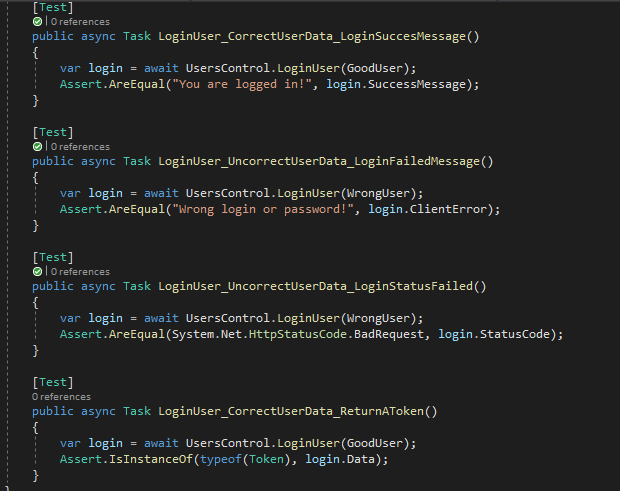 [Test]
| 0 references
public async Task LoginUser_CorrectUserData_LoginSuccesMessage()
{
var login = await UsersControl.LoginUser(GoodUser);
Assert.AreEqual("You are logged in!", login.SuccessMessage);
}
[Test]
| 0 references
public async Task LoginUser_UncorrectUserData_LoginFailedMessage()
{
var login = await UsersControl.LoginUser(WrongUser);
Assert.AreEqual("Wrong login or password!", login.ClientError);
}
[Test]
| 0 references
public async Task LoginUser_UncorrectUserData_LoginStatusFailed()
{
var login = await UsersControl.LoginUser(WrongUser);
Assert.AreEqual(System.Net.HttpStatusCode.BadRequest, login.StatusCode);
}
[Test]
0 references
public async Task LoginUser_CorrectUserData_ReturnAToken()
{
var login = await UsersControl.LoginUser(GoodUser);
Assert.IsInstanceOf(typeof(Token), login.Data);
}